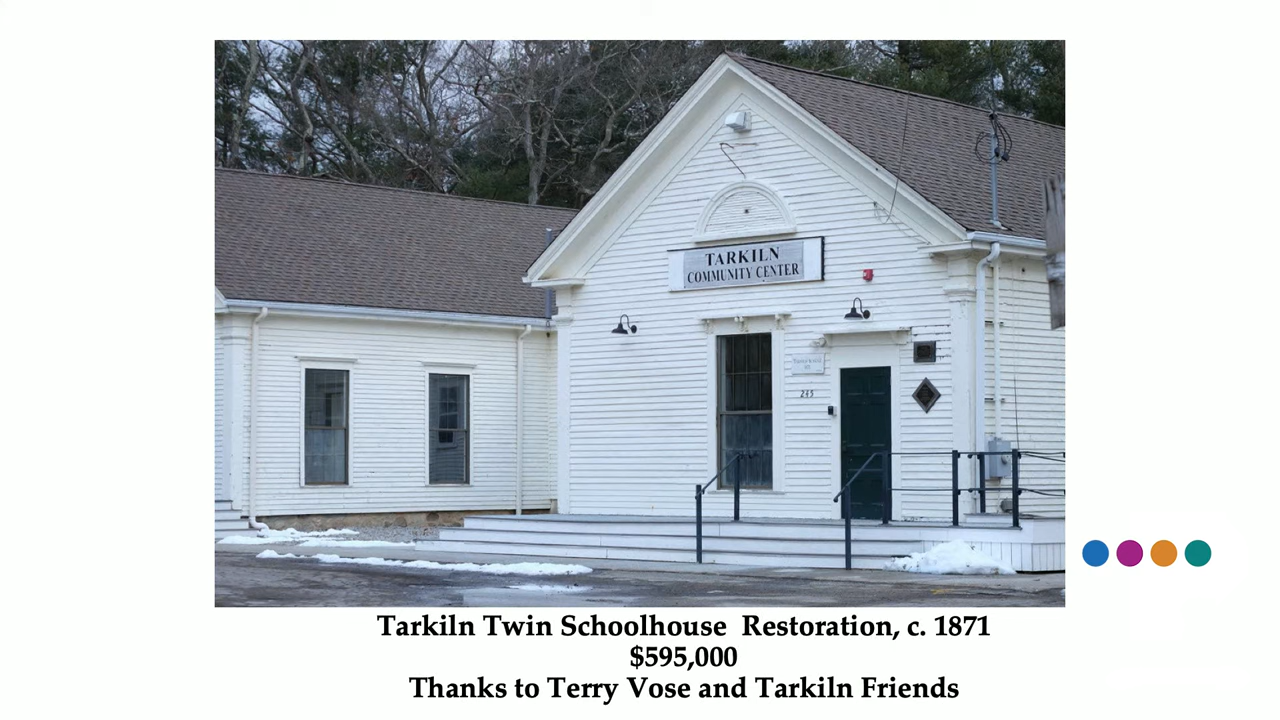 TARKILN
COMMUNITY CENTER
245
Tarkiln Twin Schoolhouse  Restoration, c. 1871
$595,000
Thanks to Terry Vose and Tarkiln Friends